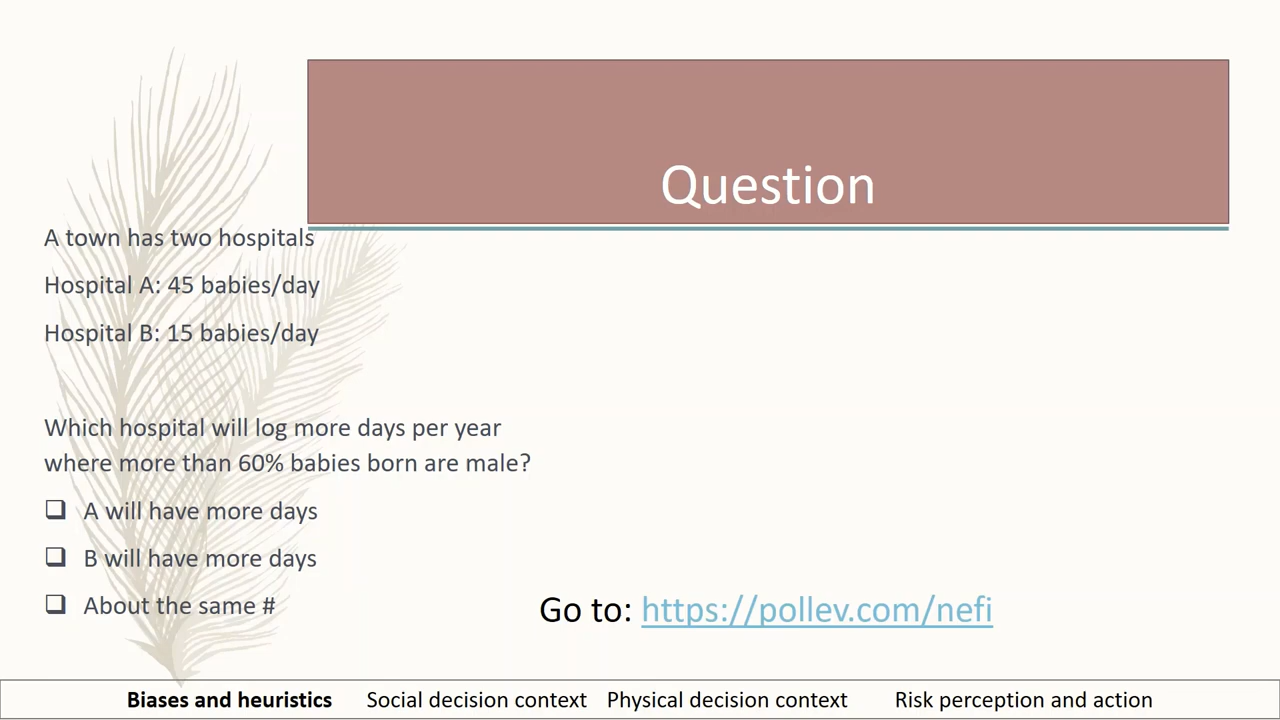 Question
A town has two hospitals
Hospital A: 45 babies/day
Hospital B: 15 babies/day
Which hospital will log more days per year
where more than 60% babies born are male?
❑ A will have more days
❑ B will have more days
❑ About the same #
Go to: https://pollev.com/nefi
Biases and heuristics Social decision context Physical decision context Risk perception and action